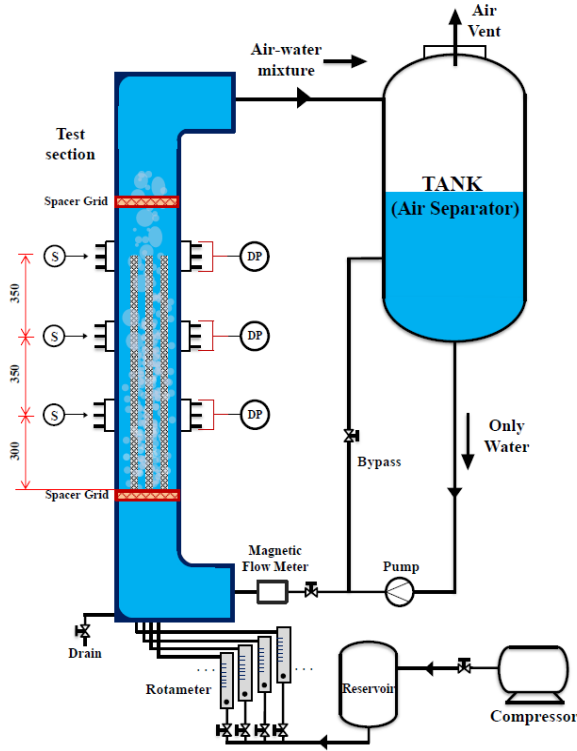 Air
Vent
Air-water
mixture
Test
section
TANK
(Air Separator)
Spacer Grid
S
DP
350
S
DP
350
S
DP
300
Only
Water
Bypass
Spacer Grid
Magnetic
Flow Meter
Pump
Drain
. . .
. . .
Rotameter
Reservoir
Compressor